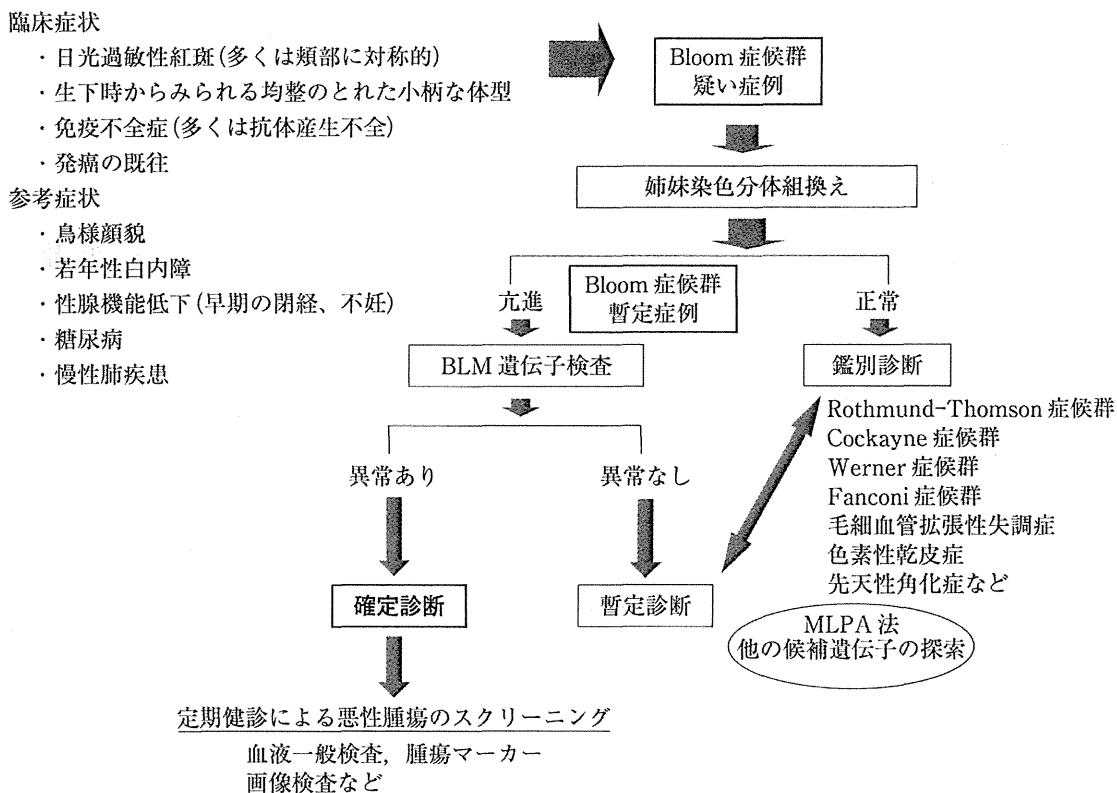 臨床症状
・日光過敏性紅斑(多くは頬部に対称的)
・生下時からみられる均整のとれた小柄な体型
・免疫不全症(多くは抗体産生不全)
・発癌の既往
参考症状
・鳥様顔貌
・若年性白内障
・性腺機能低下(早期の閉経、不妊)
・糖尿病
・慢性肺疾患
Bloom 症候群
疑い症例
姉妹染色分体組換え
Bloom 症候群
暫定症例
亢進
正常
BLM 遺伝子検査
鑑別診断
Rothmund-Thomson 症候群
Cockayne 症候群
Werner 症候群
Fanconi 症候群
毛細血管拡張性失調症
色素性乾皮症
先天性角化症など
異常あり
異常なし
確定診断
暫定診断
MLPA 法
他の候補遺伝子の探索
定期健診による悪性腫瘍のスクリーニング
血液一般検査，腫瘍マーカー
画像検査など